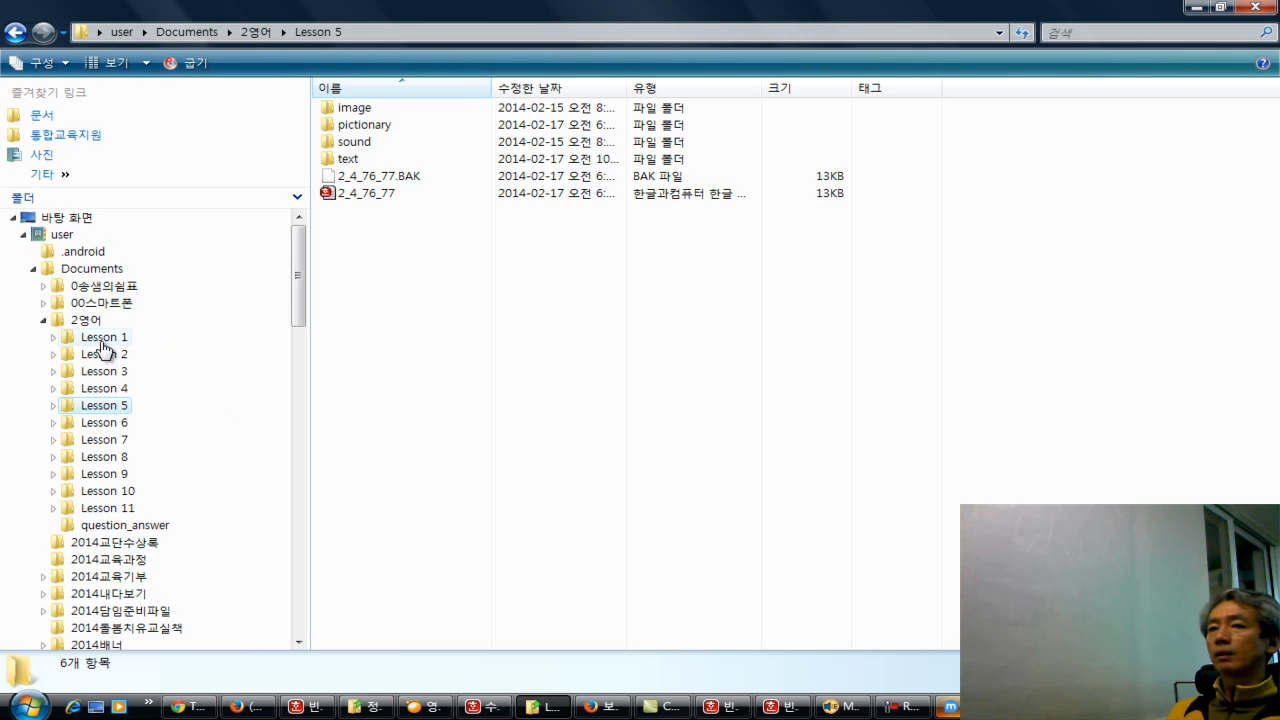 user ▸ Documents ▸ 2영어 ▸ Lesson 5
검색
구성 보기 굽기
즐겨찾기 링크
문서
통합교육지원
사진
기타 »
폴더
바탕 화면
user
.android
Documents
0송샘의쉼표
00스마트폰
2영어
Lesson 1
Lesson 2
Lesson 3
Lesson 4
Lesson 5
Lesson 6
Lesson 7
Lesson 8
Lesson 9
Lesson 10
Lesson 11
question_answer
2014교단수상록
2014교육과정
2014교육기부
2014내다보기
2014담임준비파일
2014돌봄치유교실책
2014배너
이름 수정한 날짜 유형 크기 태그
image 2014-02-15 오전 8:... 파일 폴더
pictionary 2014-02-17 오전 6:... 파일 폴더
sound 2014-02-15 오전 8:... 파일 폴더
text 2014-02-17 오전 10... 파일 폴더
2_4_76_77.BAK 2014-02-17 오전 6:... BAK 파일 13KB
2_4_76_77 2014-02-17 오전 6:... 한글과컴퓨터 한글 ... 13KB
6개 항목
» T... (... 빈. 정. 영. 수. L... 보. C... 빈. 빈. M.. R...